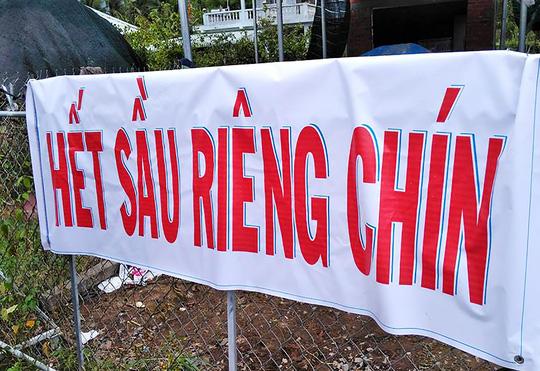 HẾT SẦU RIÊNG CHÍN